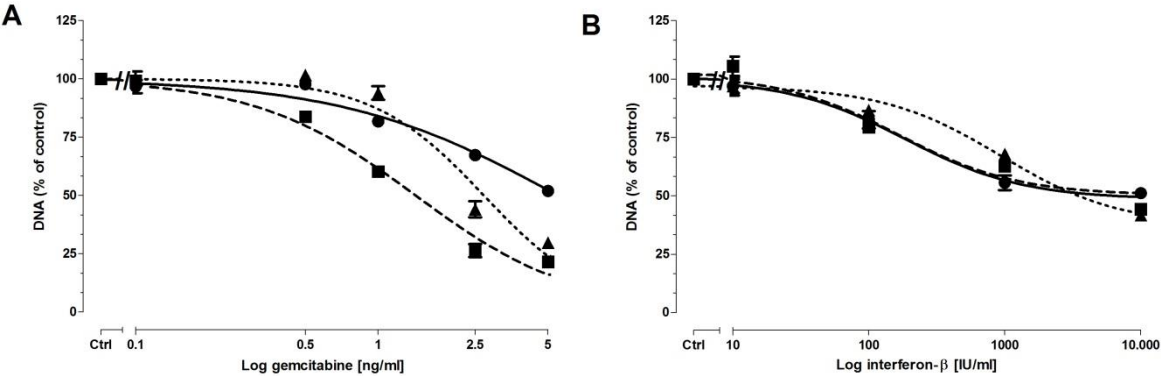 A
125
100
75
50
25
0
DNA (% of control)
Ctrl 0.1 0.5 1 2.5 5
Log gemcitabine [ng/ml]
B
125
100
75
50
25
0
DNA (% of control)
Ctrl 10 100 1000 10.000
Log interferon-β [IU/ml]